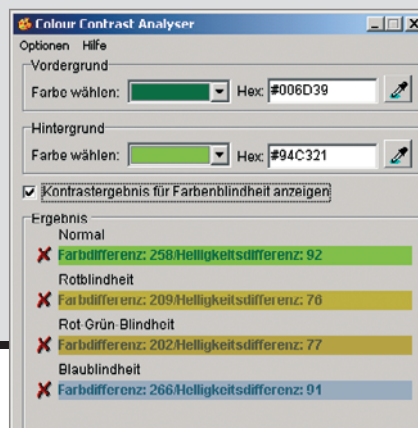 Colour Contrast Analyser
Optionen Hilfe
Vordergrund
Farbe wählen: Hex: #006D39
Hintergrund
Farbe wählen: Hex: #94C321
Kontrastergebnis für Farbenblindheit anzeigen
Ergebnis
Normal
Farbdifferenz: 258/Helligkeitsdifferenz: 92
Rotblindheit
Farbdifferenz: 209/Helligkeitsdifferenz: 76
Rot-Grün-Blindheit
Farbdifferenz: 202/Helligkeitsdifferenz: 77
Blaublindheit
Farbdifferenz: 266/Helligkeitsdifferenz: 91